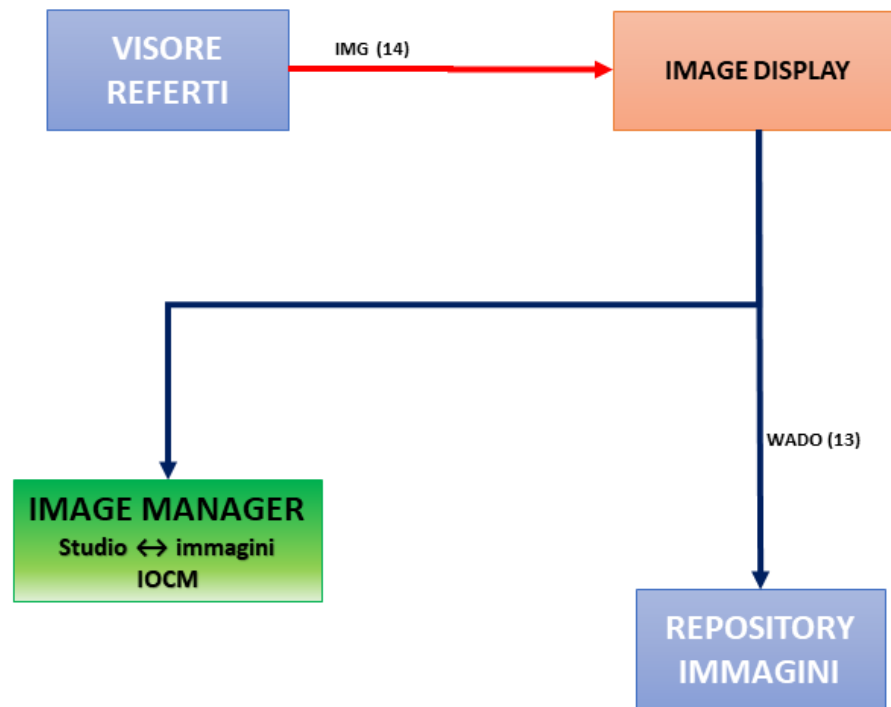 VISORE
REFERTI
IMG (14)
IMAGE DISPLAY
WADO (13)
IMAGE MANAGER
Studio ↔ immagini
IOCM
REPOSITORY
IMMAGINI